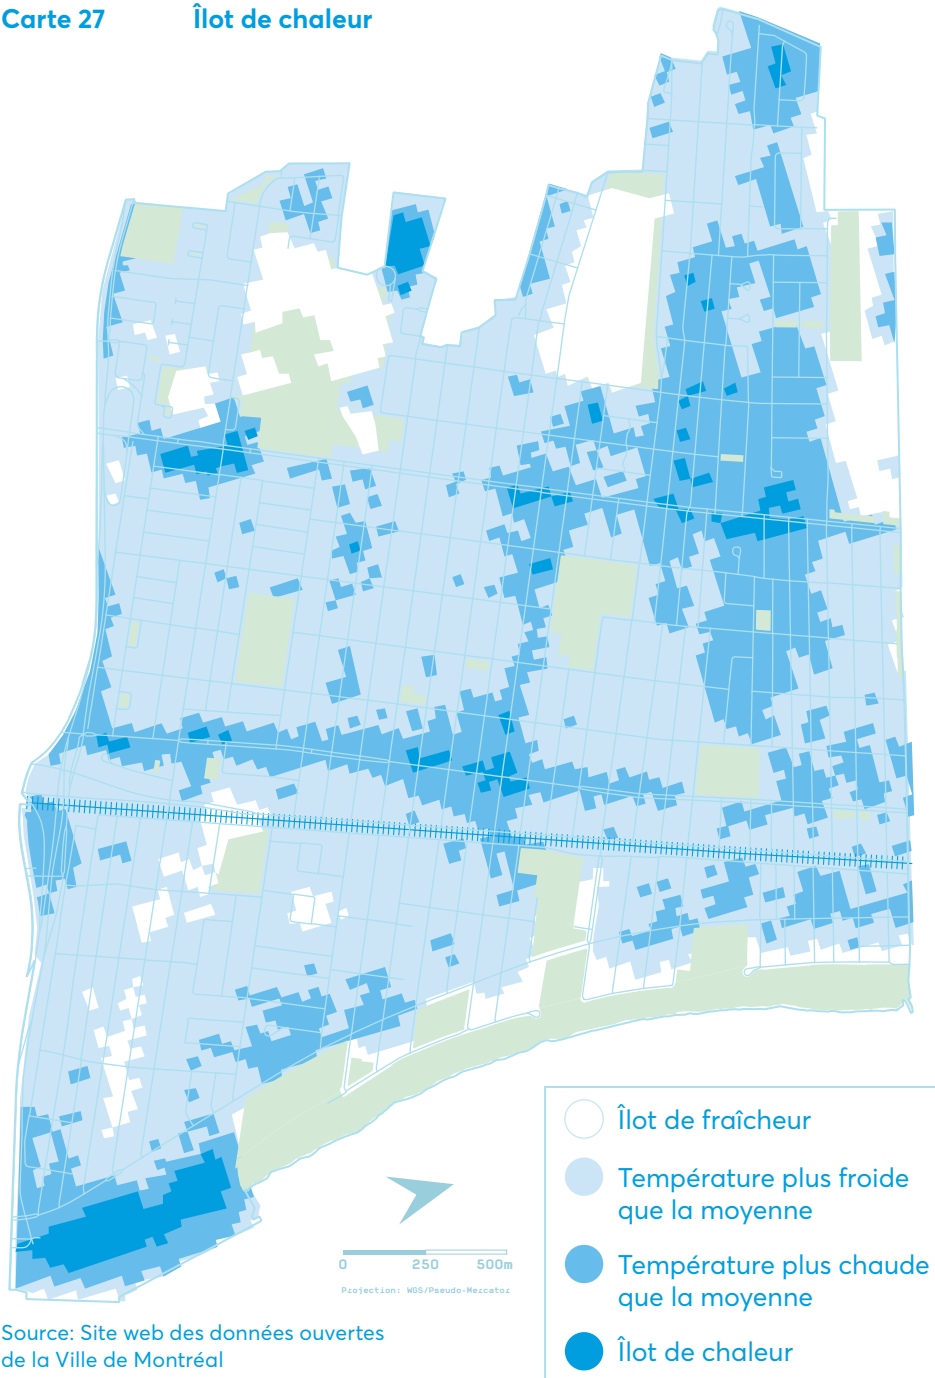 Carte 27 Îlot de chaleur
Îlot de fraîcheur
Température plus froide
que la moyenne
Température plus chaude
que la moyenne
Îlot de chaleur
0 250 500m
Projection: WGS/Pseudo-Mercator
Source: Site web des données ouvertes
de la Ville de Montréal